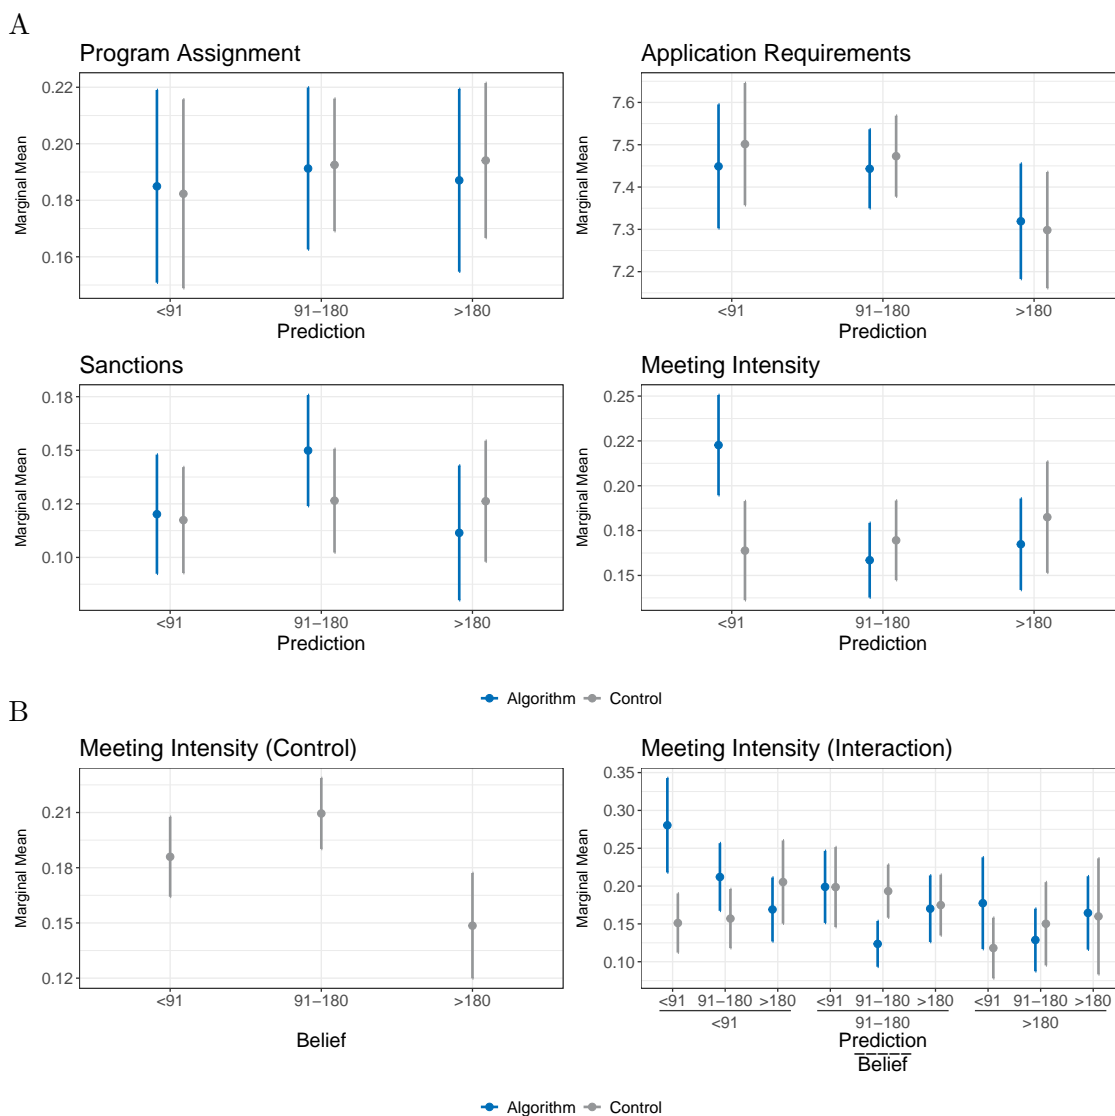 A
Program Assignment
Marginal Mean
0.22
0.20
0.18
0.16
<91
91−180
>180
Prediction
Application Requirements
Marginal Mean
7.6
7.5
7.4
7.3
7.2
<91
91−180
>180
Prediction
Sanctions
Marginal Mean
0.18
0.15
0.12
0.10
<91
91−180
>180
Prediction
Meeting Intensity
Marginal Mean
0.25
0.22
0.20
0.18
0.15
<91
91−180
>180
Prediction
Algorithm
Control
B
Meeting Intensity (Control)
Marginal Mean
0.21
0.18
0.15
0.12
<91
91−180
>180
Belief
Meeting Intensity (Interaction)
Marginal Mean
0.35
0.30
0.25
0.20
0.15
0.10
<91 91−180 >180 <91 91−180 >180 <91 91−180 >180
<91 91−180 >180
Prediction
Belief
Algorithm
Control